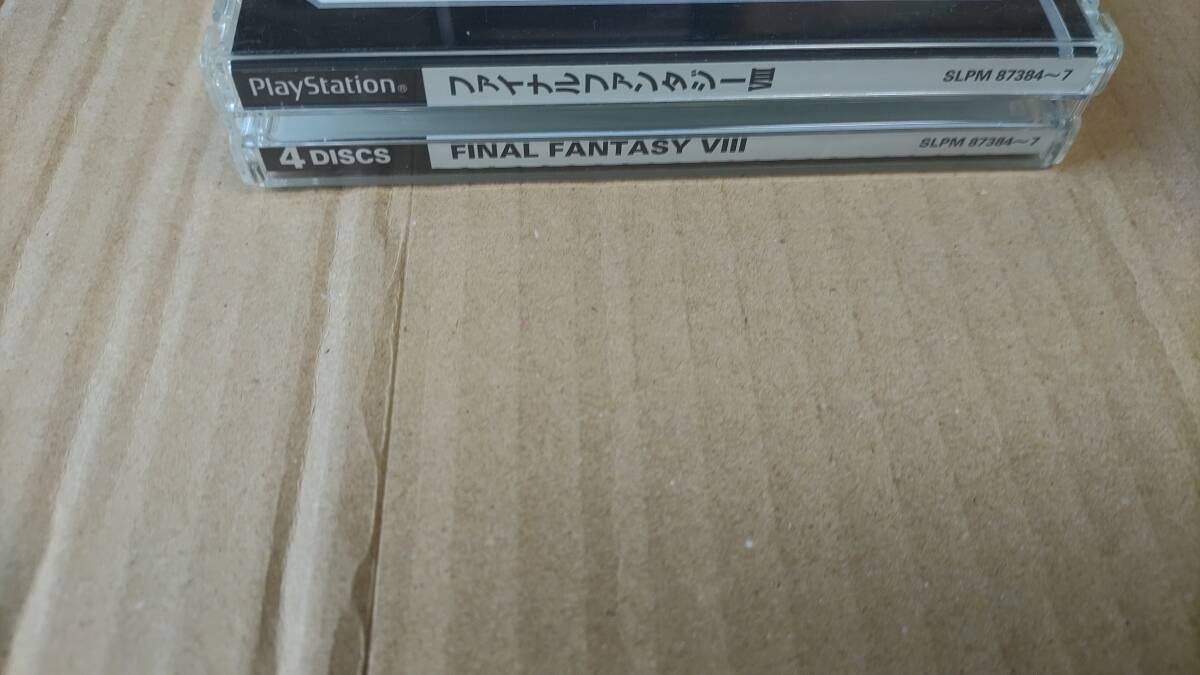 PlayStation® ファイナルファンタジーVIII SLPM 87384～7
4 DISCS FINAL FANTASY VIII SLPM 87384～7